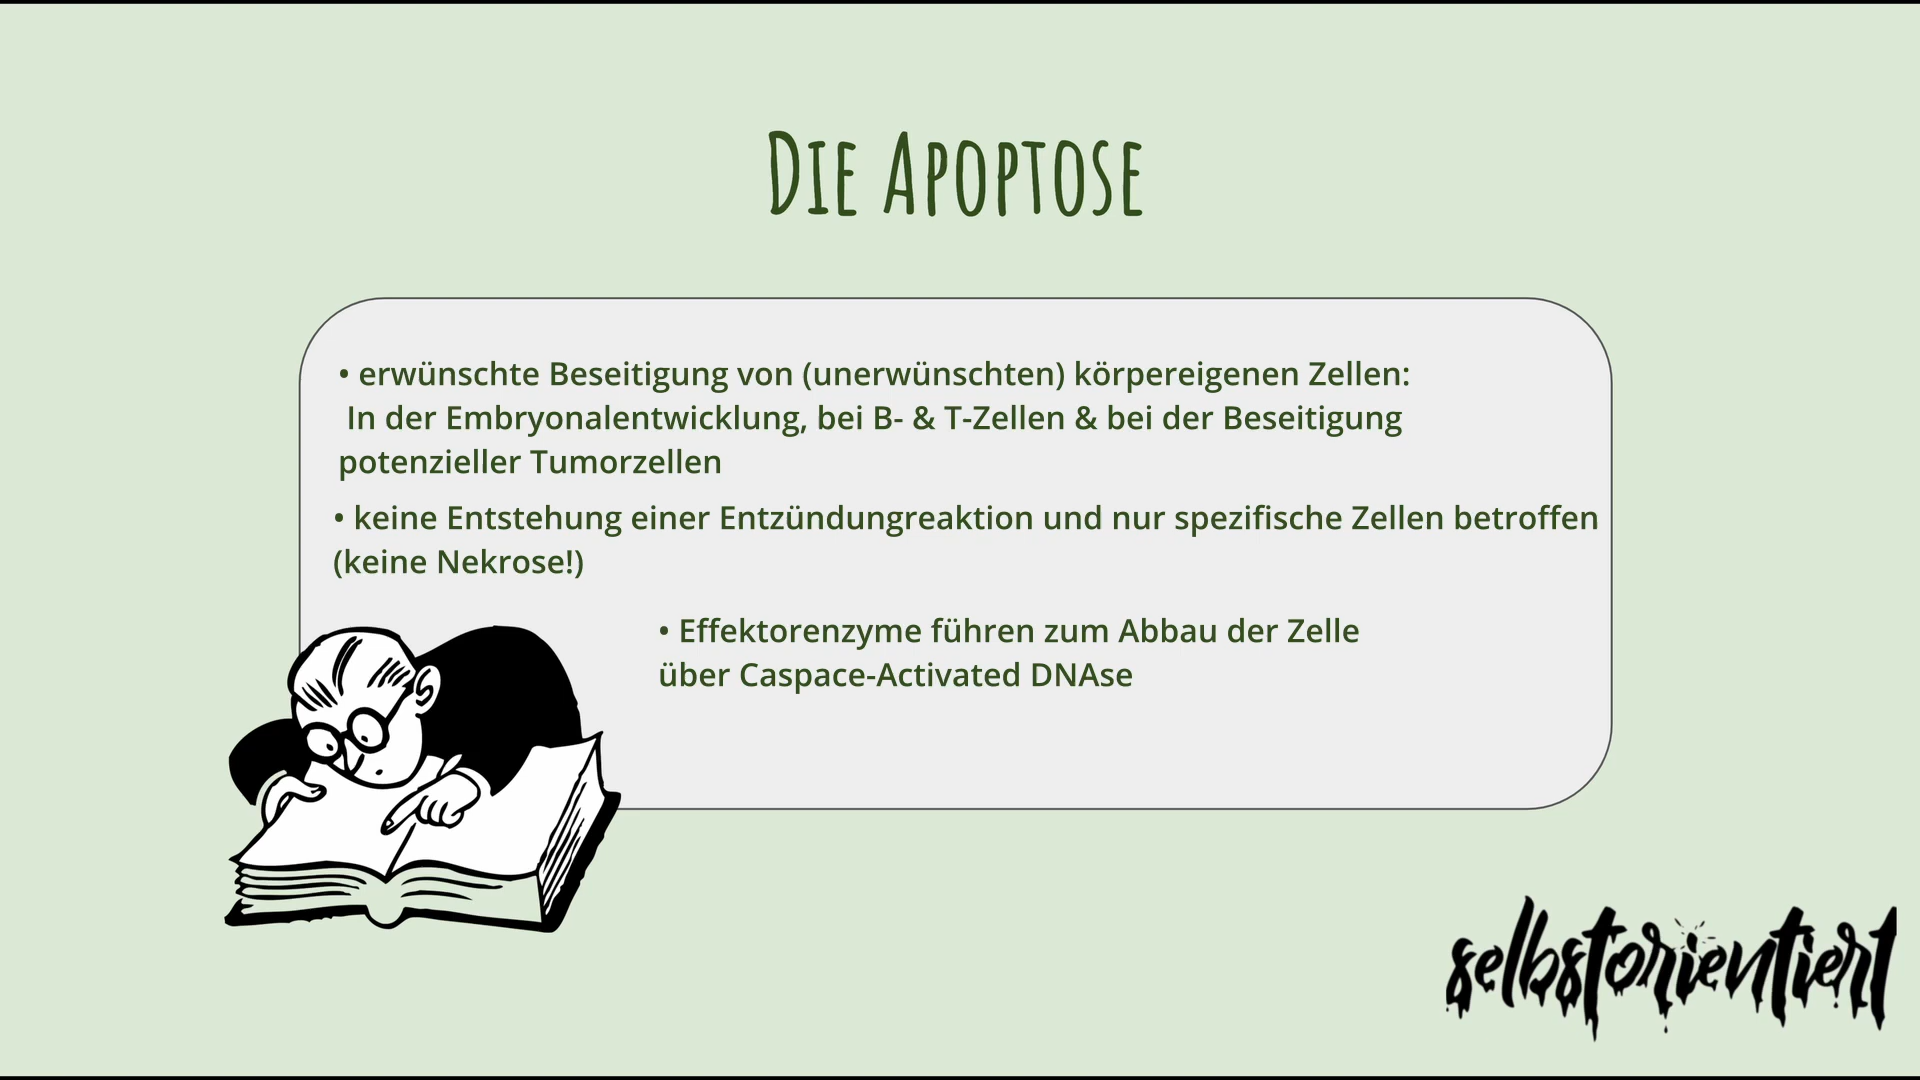 Die Apoptose
• erwünschte Beseitigung von (unerwünschten) körpereigenen Zellen:
In der Embryonalentwicklung, bei B- & T-Zellen & bei der Beseitigung
potenzieller Tumorzellen
• keine Entstehung einer Entzündungreaktion und nur spezifische Zellen betroffen
(keine Nekrose!)
• Effektorenzyme führen zum Abbau der Zelle
über Caspace-Activated DNAse
selbstorientiert